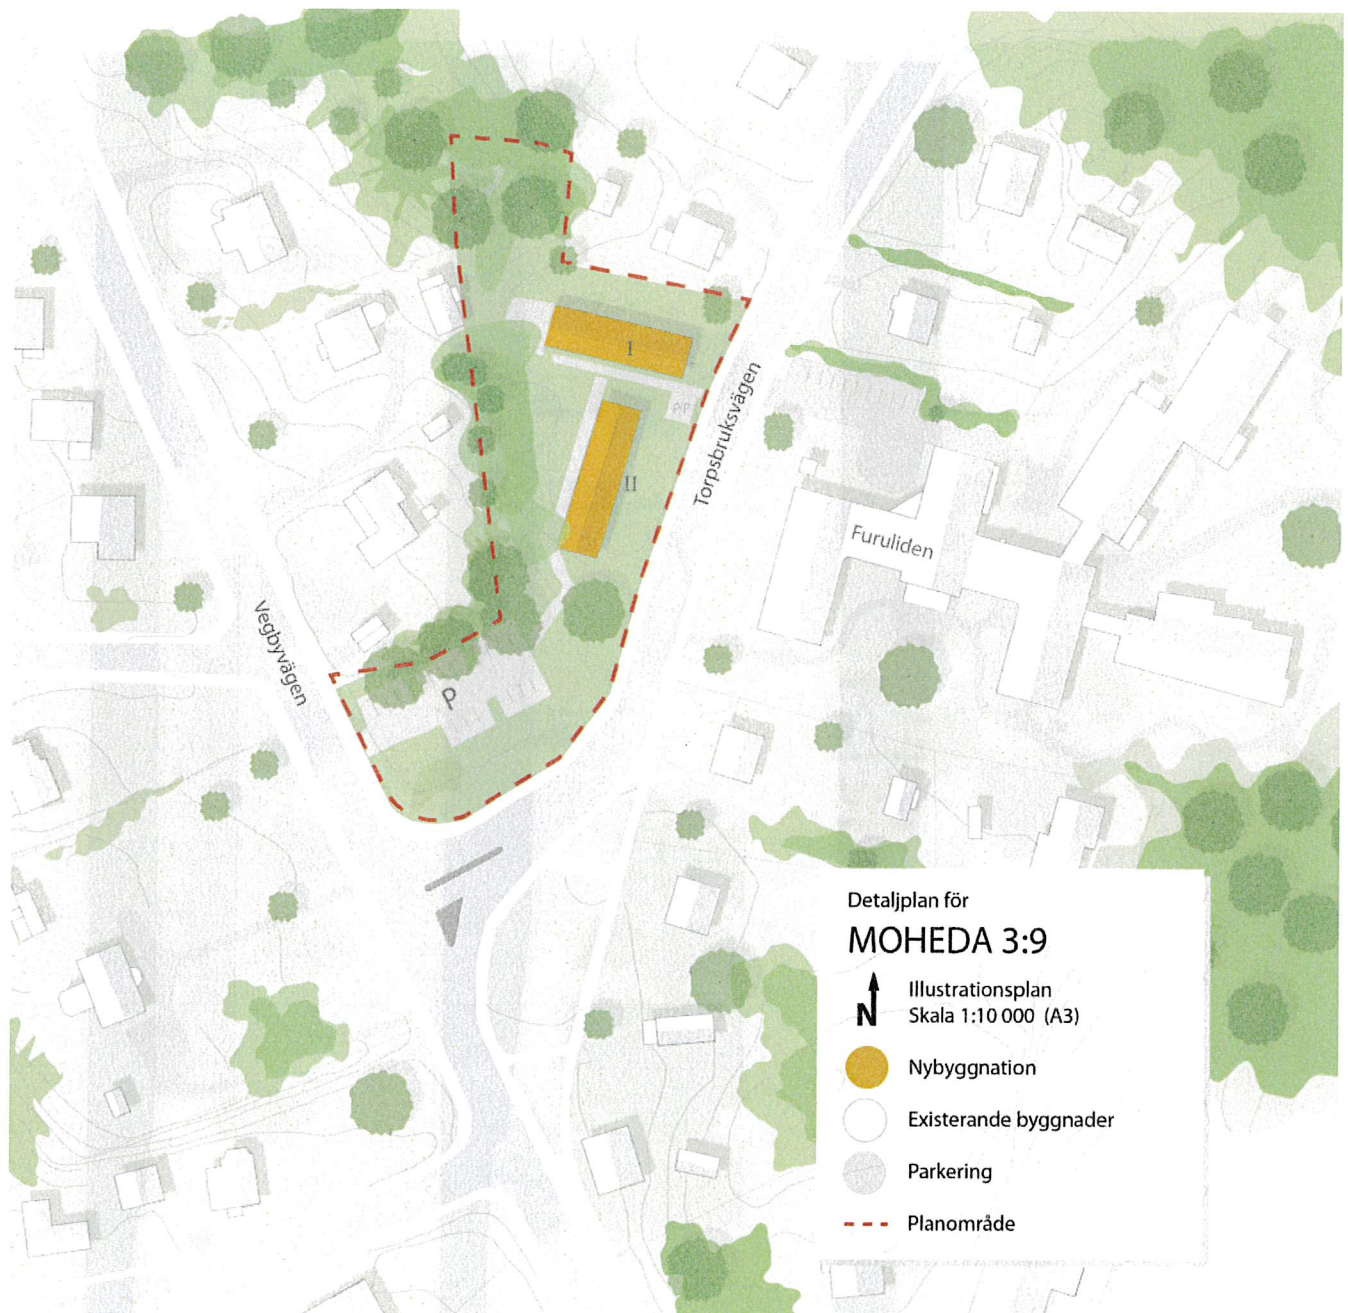 I
P/P
II
Torpsbruksvägen
Furuliden
Vegbyvägen
P
Detaljplan för
MOHEDA 3:9
N
Illustrationsplan
Skala 1:10 000 (A3)
Nybyggnation
Existerande byggnader
Parkering
Planområde